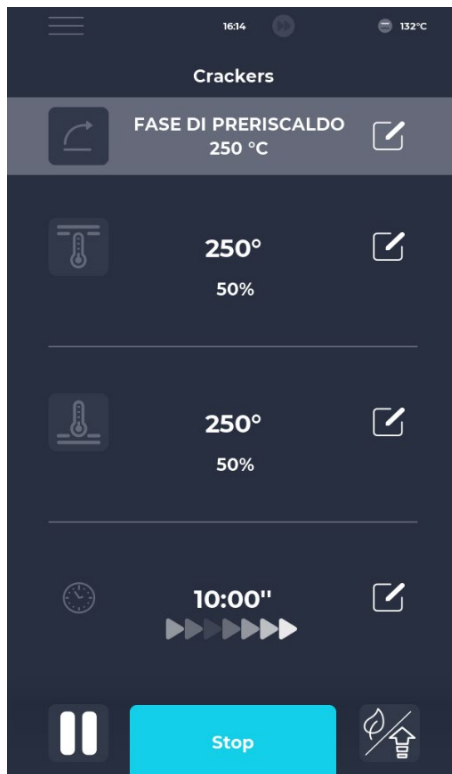 16:14
132°C
Crackers
FASE DI PRERISCALDO
250 °C
250°
50%
250°
50%
10:00''
Stop